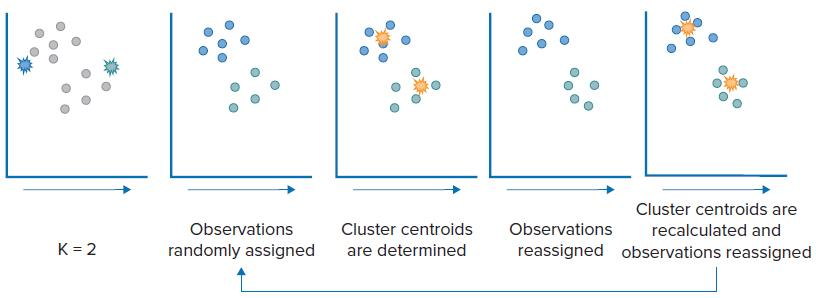 K = 2
Observations
randomly assigned
Cluster centroids
are determined
Observations
reassigned
Cluster centroids are
recalculated and
observations reassigned